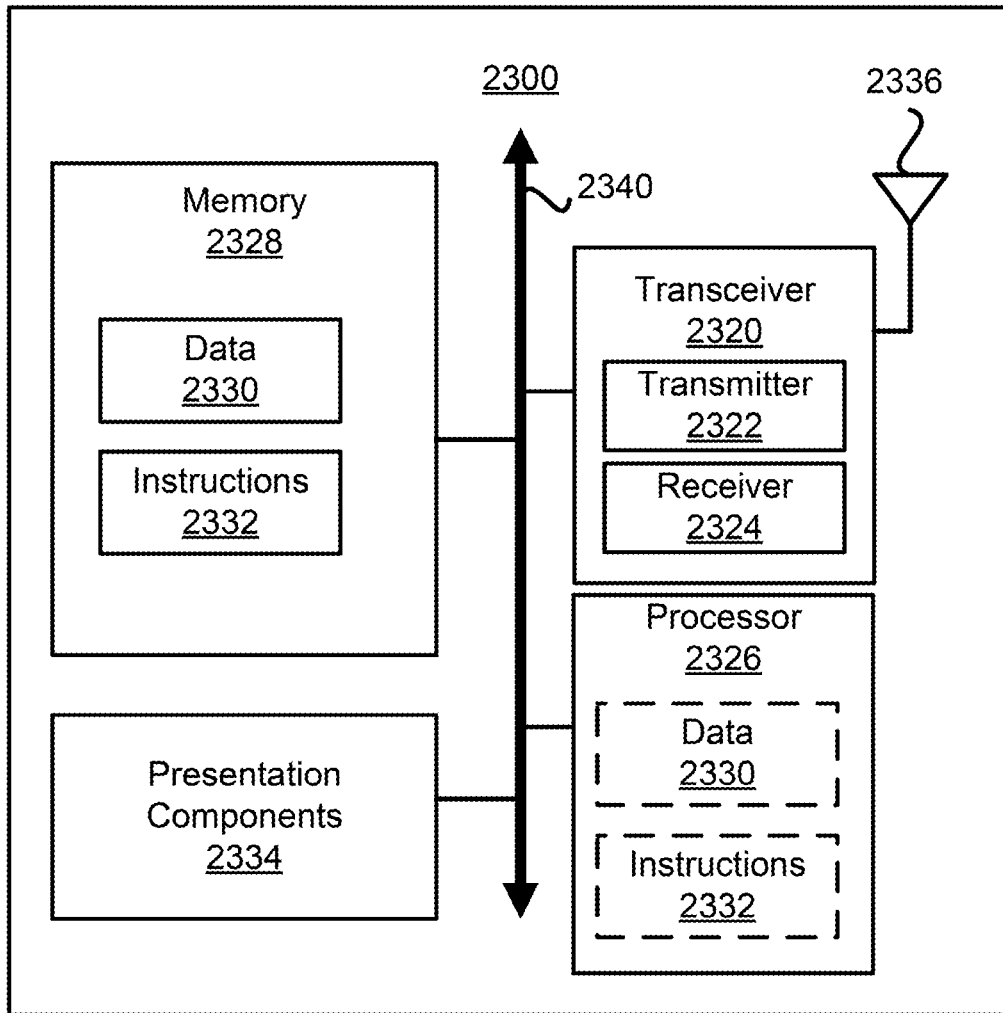 2300
2336
2340
Memory
2328
Data
2330
Instructions
2332
Transceiver
2320
Transmitter
2322
Receiver
2324
Presentation
Components
2334
Processor
2326
Data
2330
Instructions
2332